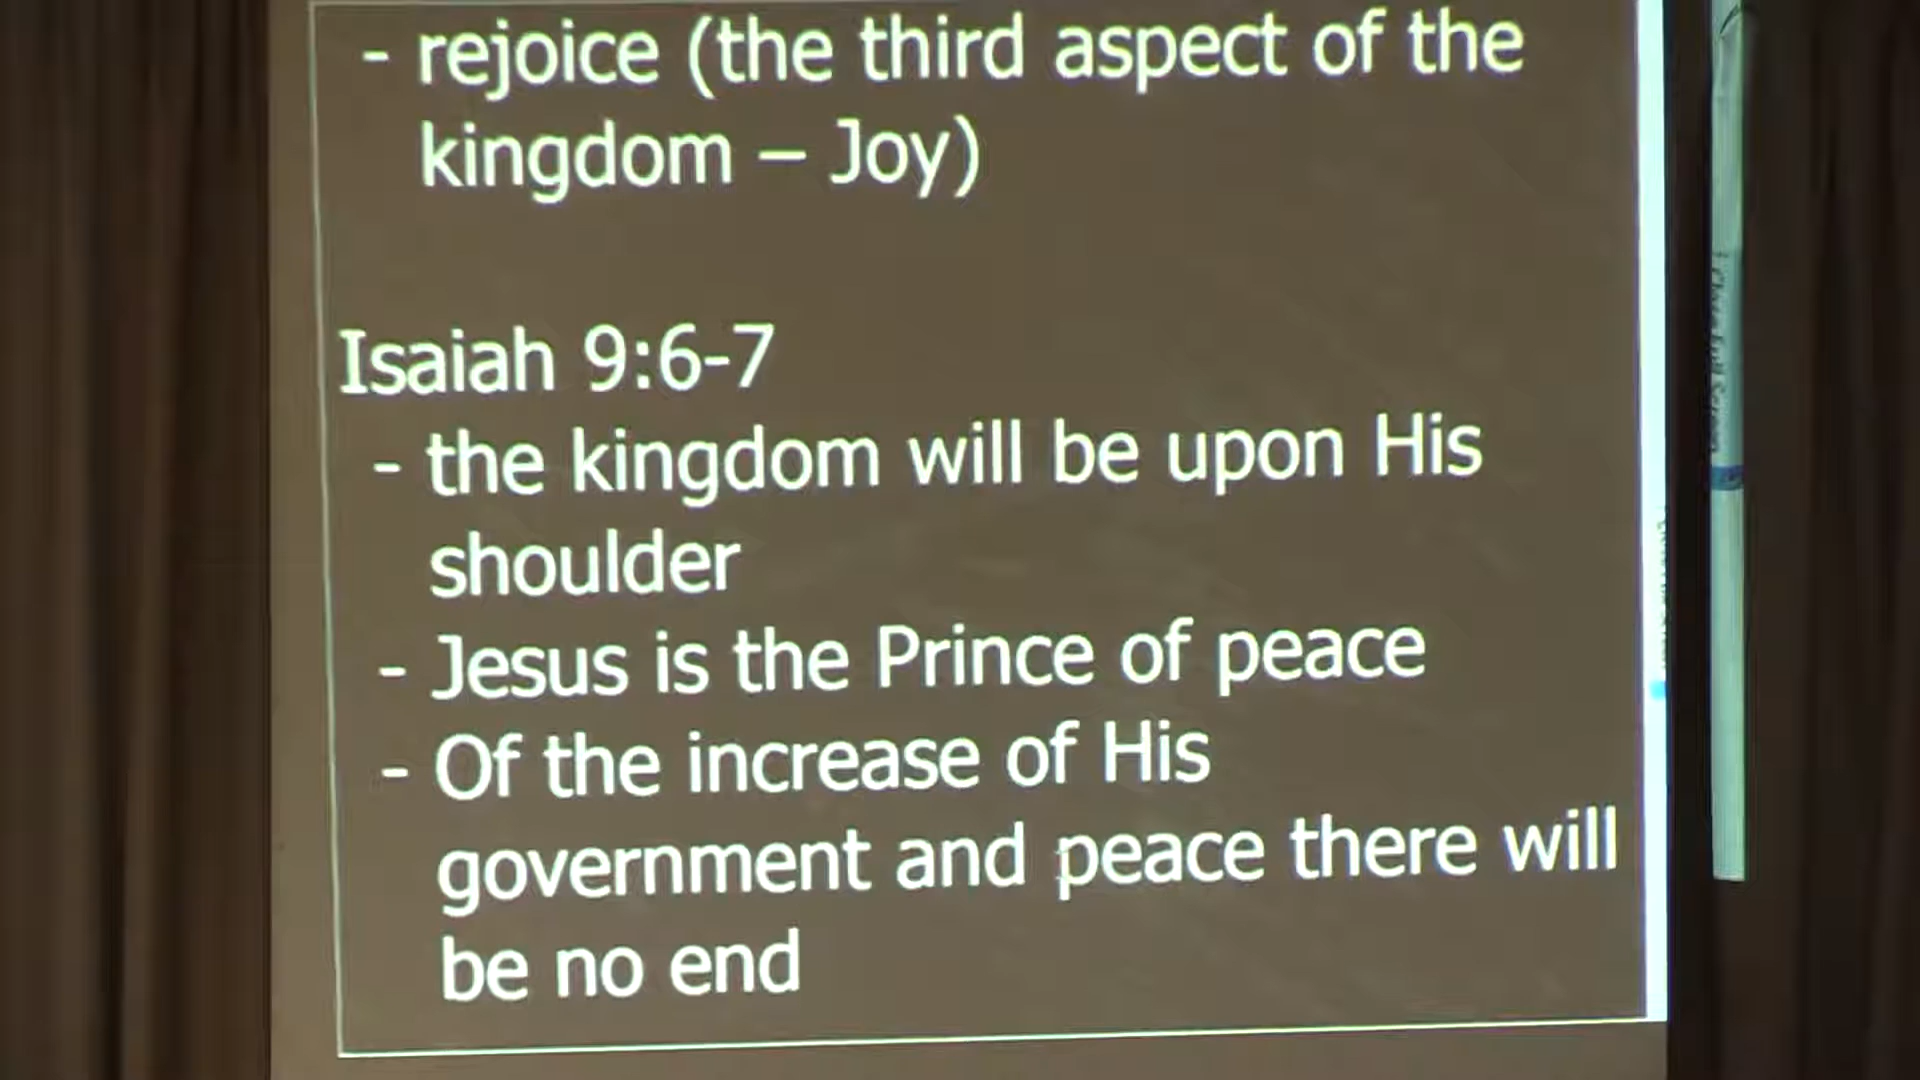 - rejoice (the third aspect of the
kingdom – Joy)
Isaiah 9:6-7
- the kingdom will be upon His
shoulder
- Jesus is the Prince of peace
- Of the increase of His
government and peace there will
be no end